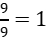 9/9 = 1